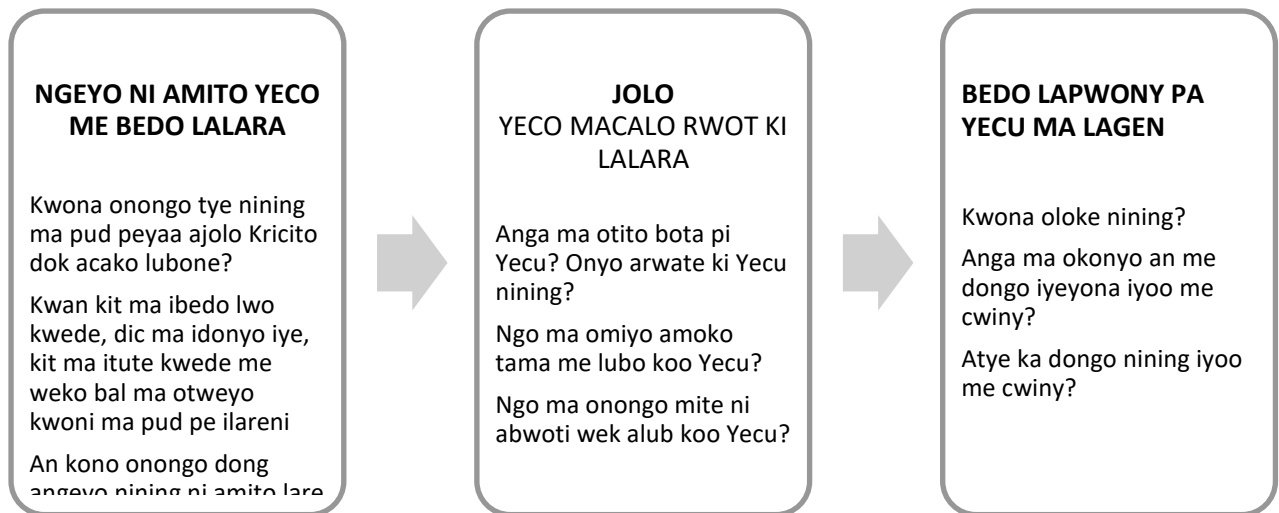 NGEYO NI AMITO YECO
ME BEDO LALARA
Kwona onongo tye nining
ma pud peyaa ajolo Kricito
dok acako lubone?
Kwan kit ma ibedo lwo
kwede, dic ma idonyo iye,
kit ma itute kwede me
weko bal ma otweyo
kwoni ma pud pe ilareni
An kono onongo dong
angeyo nining ni amito lare
JOLO
YECO MACALO RWOT KI
LALARA
Anga ma otito bota pi
Yecu? Onyo arwate ki Yecu
nining?
Ngo ma omiyo amoko
tama me lubo koo Yecu?
Ngo ma onongo mite ni
abwoti wek alub koo Yecu?
BEDO LAPWONY PA
YECU MA LAGEN
Kwona oloke nining?
Anga ma okonyo an me
dongo iyeyona iyoo me
cwiny?
Atye ka dongo nining iyoo
me cwiny?